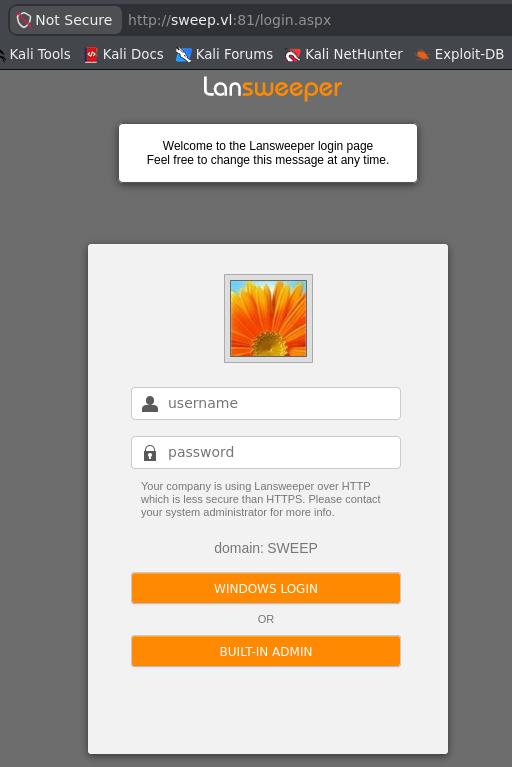 Not Secure http://sweep.vl:81/login.aspx
Kali Tools Kali Docs Kali Forums Kali NetHunter Exploit-DB
Lansweeper
Welcome to the Lansweeper login page
Feel free to change this message at any time.
username
password
Your company is using Lansweeper over HTTP
which is less secure than HTTPS. Please contact
your system administrator for more info.
domain: SWEEP
WINDOWS LOGIN
OR
BUILT-IN ADMIN